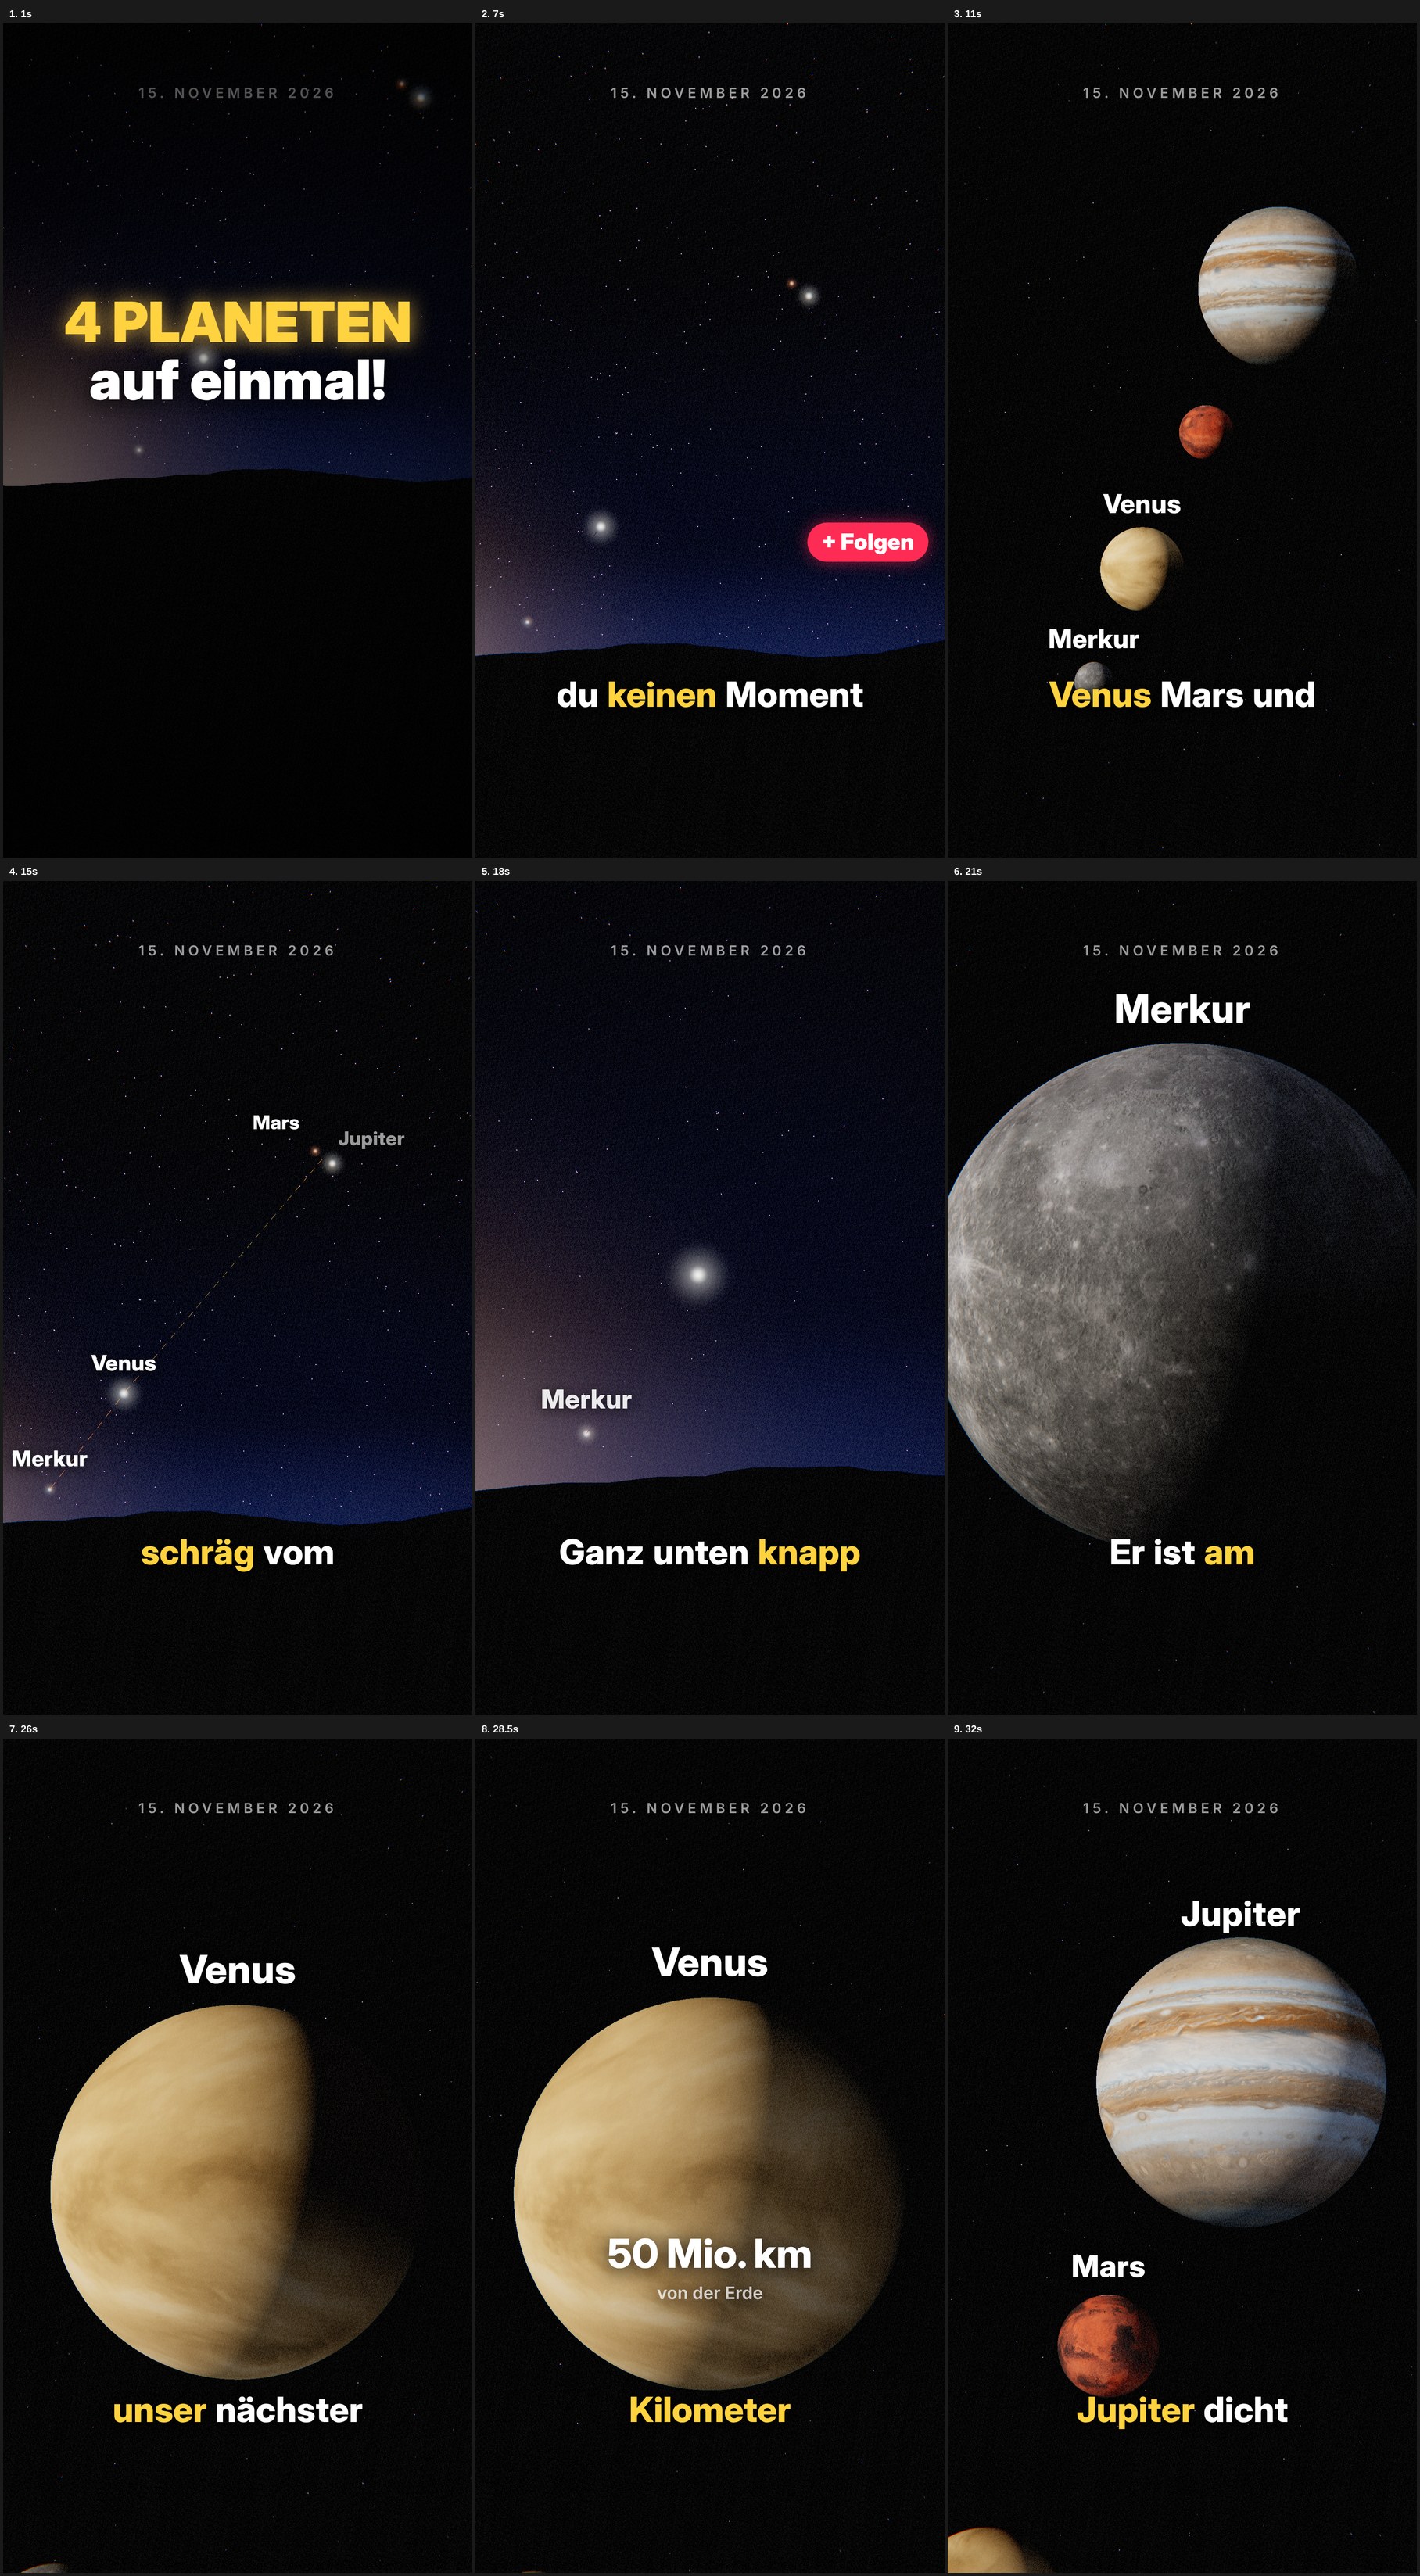 1. 1s
15. NOVEMBER 2026
4 PLANETEN
auf einmal!
2. 7s
15. NOVEMBER 2026
+ Folgen
du keinen Moment
3. 11s
15. NOVEMBER 2026
Venus
Merkur
Venus Mars und
4. 15s
15. NOVEMBER 2026
Mars
Jupiter
Venus
Merkur
schräg vom
5. 18s
15. NOVEMBER 2026
Merkur
Ganz unten knapp
6. 21s
15. NOVEMBER 2026
Merkur
Er ist am
7. 26s
15. NOVEMBER 2026
Venus
unser nächster
8. 28.5s
15. NOVEMBER 2026
Venus
50 Mio. km
von der Erde
Kilometer
9. 32s
15. NOVEMBER 2026
Jupiter
Mars
Jupiter dicht